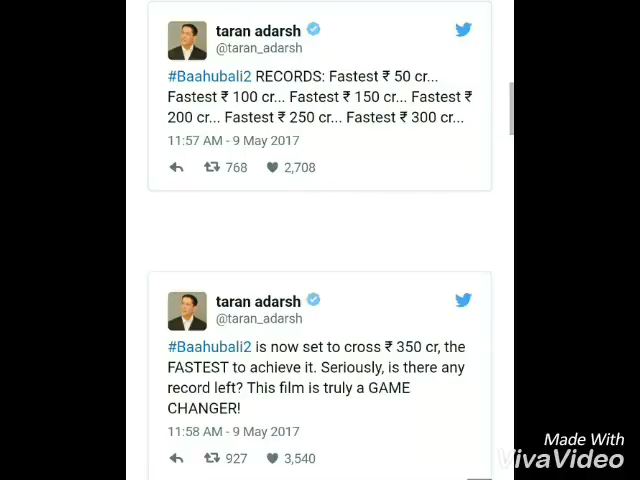 taran adarsh
@taran_adarsh
#Baahubali2 RECORDS: Fastest ₹ 50 cr...
Fastest ₹ 100 cr... Fastest ₹ 150 cr... Fastest ₹
200 cr... Fastest ₹ 250 cr... Fastest ₹ 300 cr...
11:57 AM - 9 May 2017
768 2,708
taran adarsh
@taran_adarsh
#Baahubali2 is now set to cross ₹ 350 cr, the
FASTEST to achieve it. Seriously, is there any
record left? This film is truly a GAME
CHANGER!
11:58 AM - 9 May 2017
927 3,540
Made With
VivaVideo